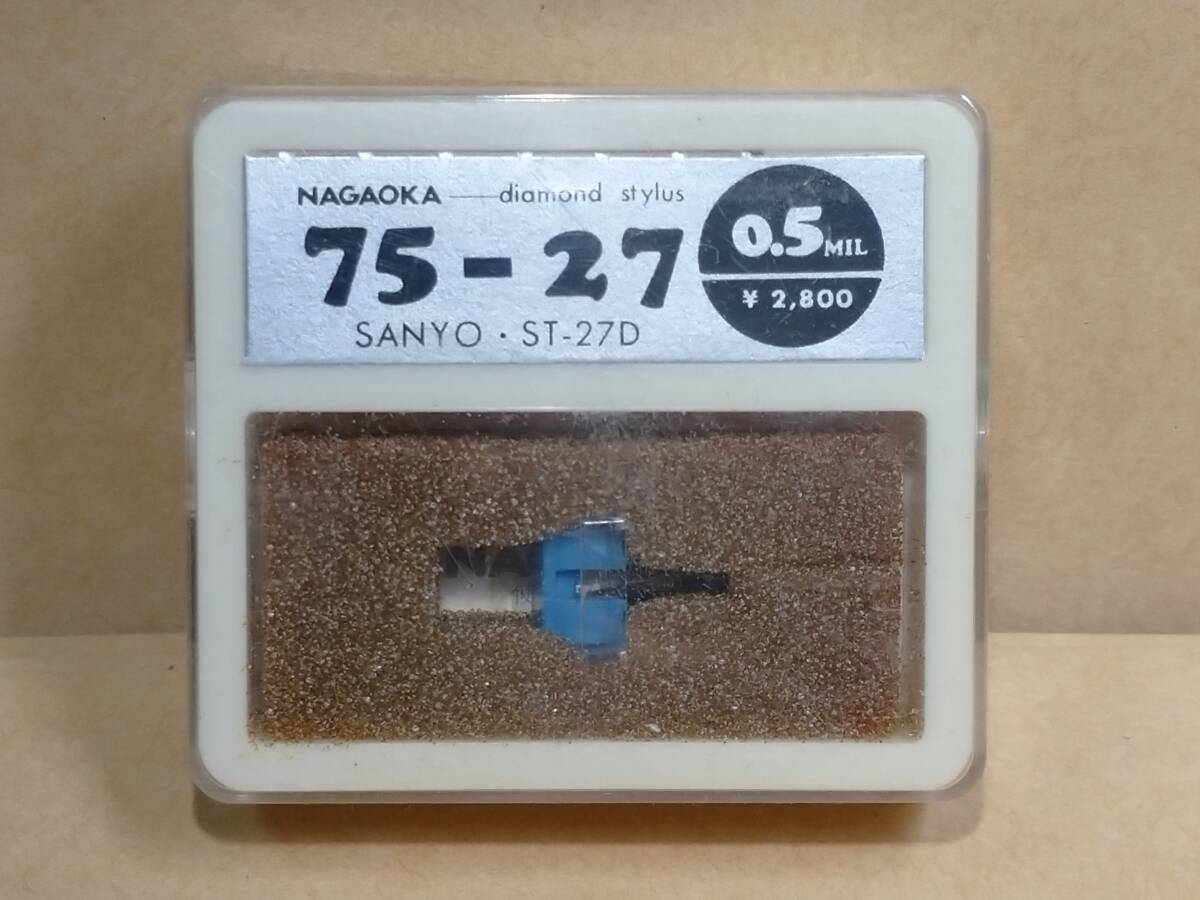 NAGAOKA — diamond stylus
75-27
SANYO · ST-27D
0.5 MIL
¥ 2,800